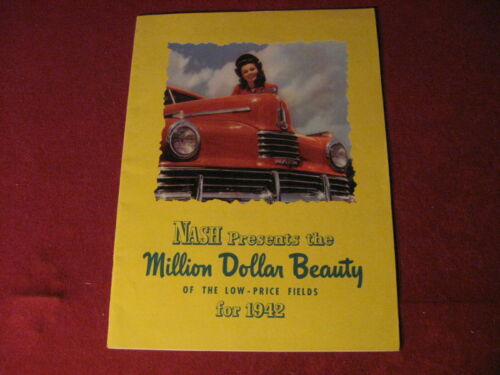 NASH Presents the
Million Dollar Beauty
OF THE LOW-PRICE FIELDS
for 1942